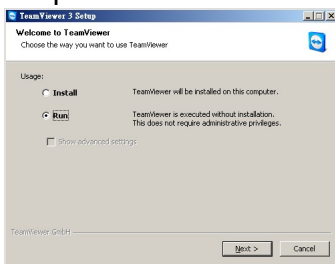 TeamViewer 3 Setup
Welcome to TeamViewer
Choose the way you want to use TeamViewer
Usage:
Install TeamViewer will be installed on this computer.
Run TeamViewer is executed without installation.
This does not require administrative privileges.
Show advanced settings
TeamViewer GmbH
Next >
Cancel